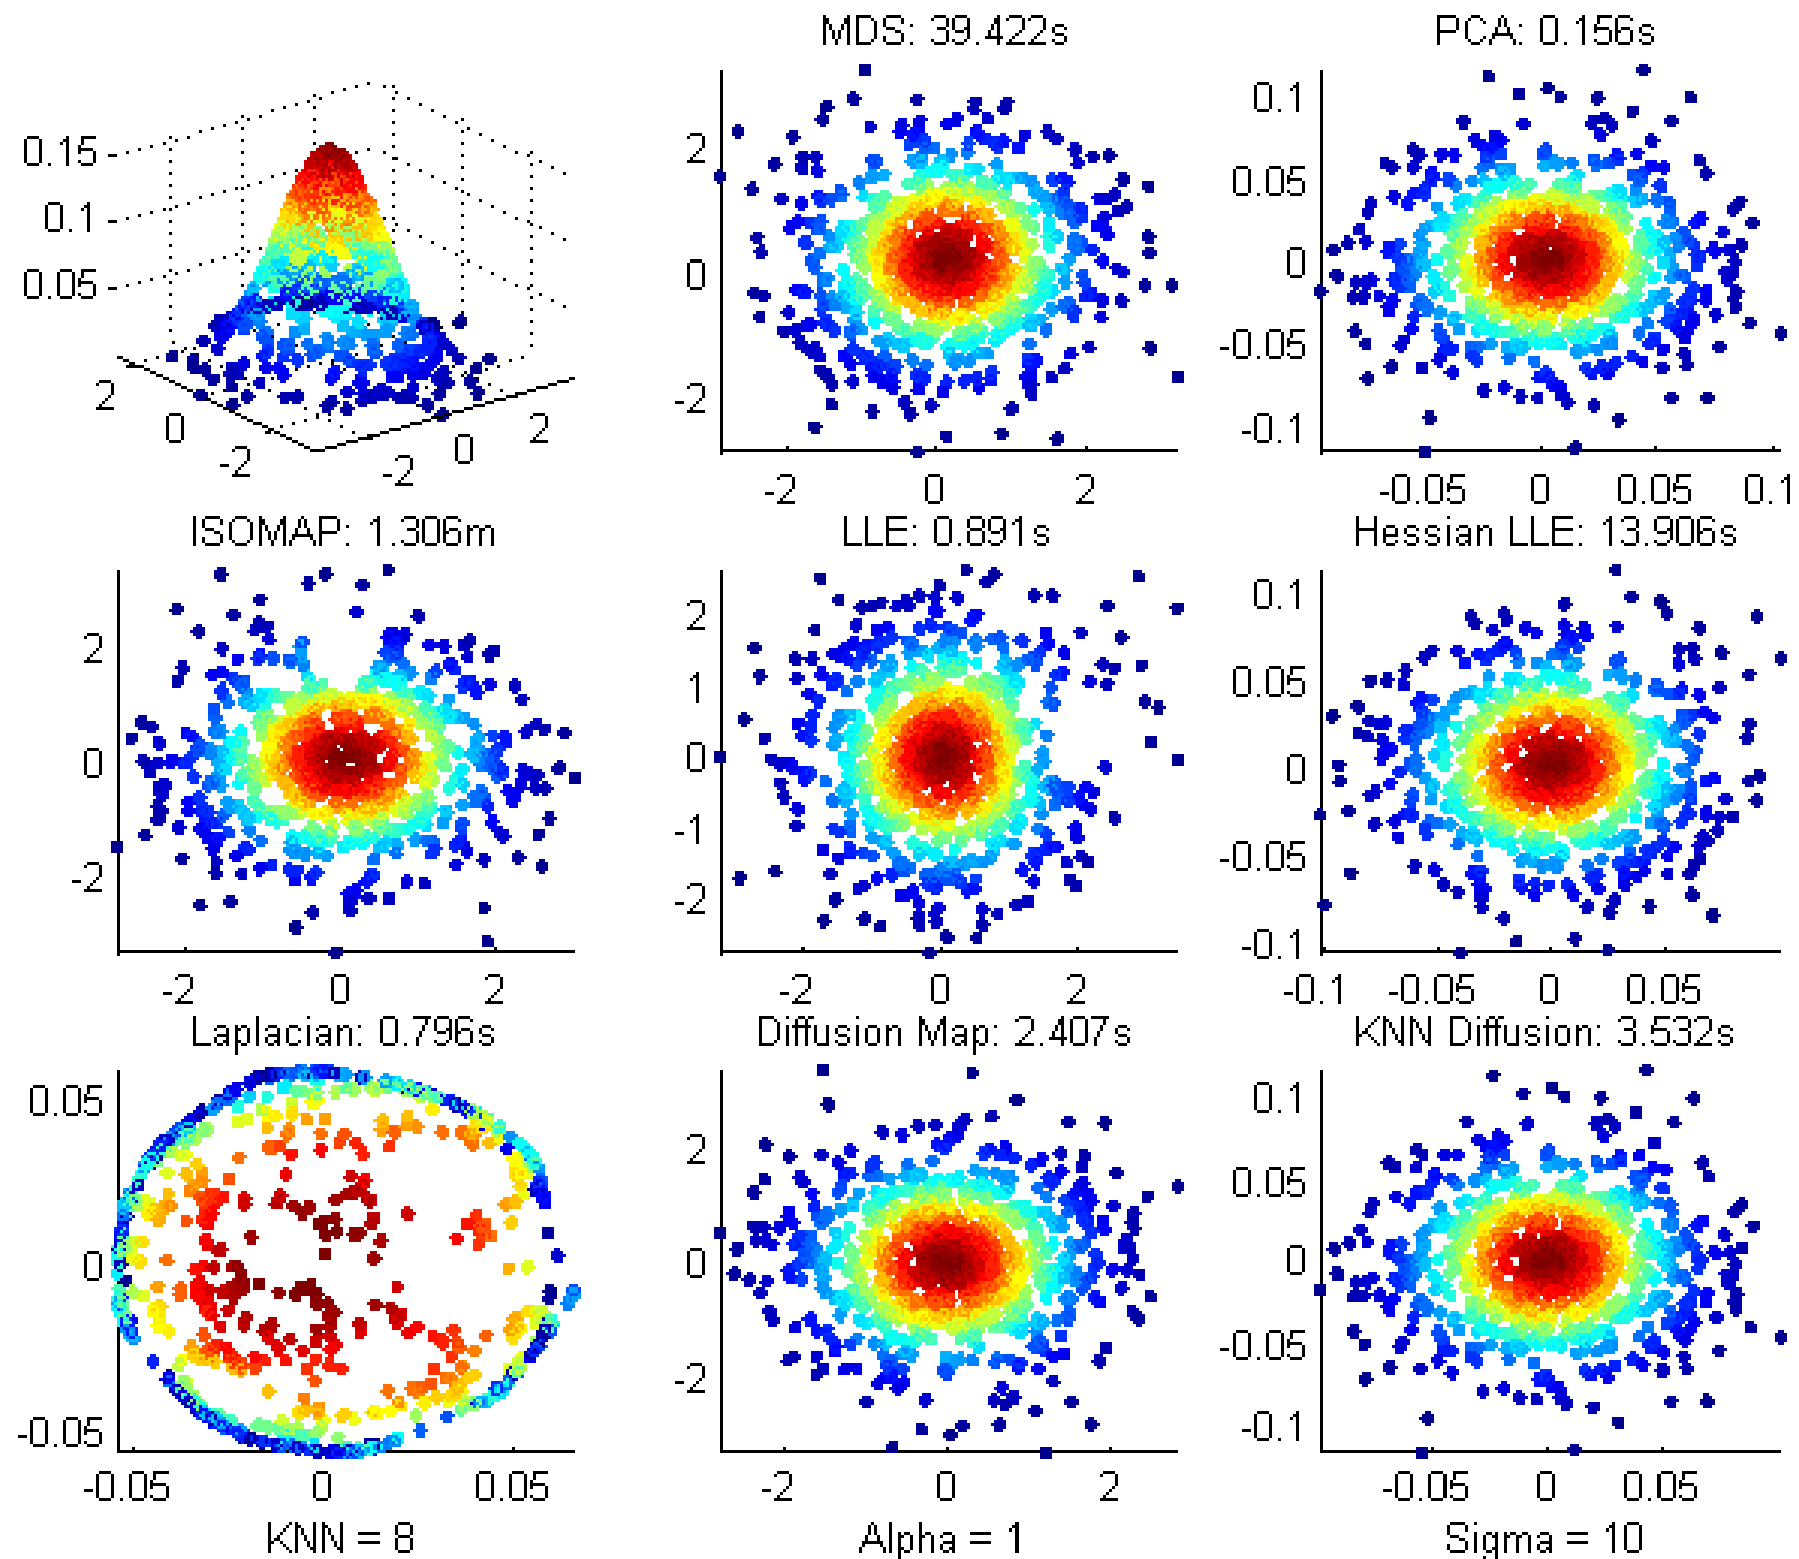 MDS: 39.422s
PCA: 0.156s
0.15
0.1
0.05
2
0
-2
-2
0
2
2
0
-2
-2 0 2
0.1
0.05
0
-0.05
-0.1
-0.05 0 0.05 0.1
ISOMAP: 1.306m
LLE: 0.891s
Hessian LLE: 13.906s
2
0
-2
-2 0 2
2
1
0
-1
-2
-2 0 2
0.1
0.05
0
-0.05
-0.1
-0.1 -0.05 0 0.05
Laplacian: 0.796s
Diffusion Map: 2.407s
KNN Diffusion: 3.532s
0.05
0
-0.05
-0.05 0 0.05
2
0
-2
-2 0 2
0.1
0.05
0
-0.05
-0.1
-0.05 0 0.05
KNN = 8
Alpha = 1
Sigma = 10